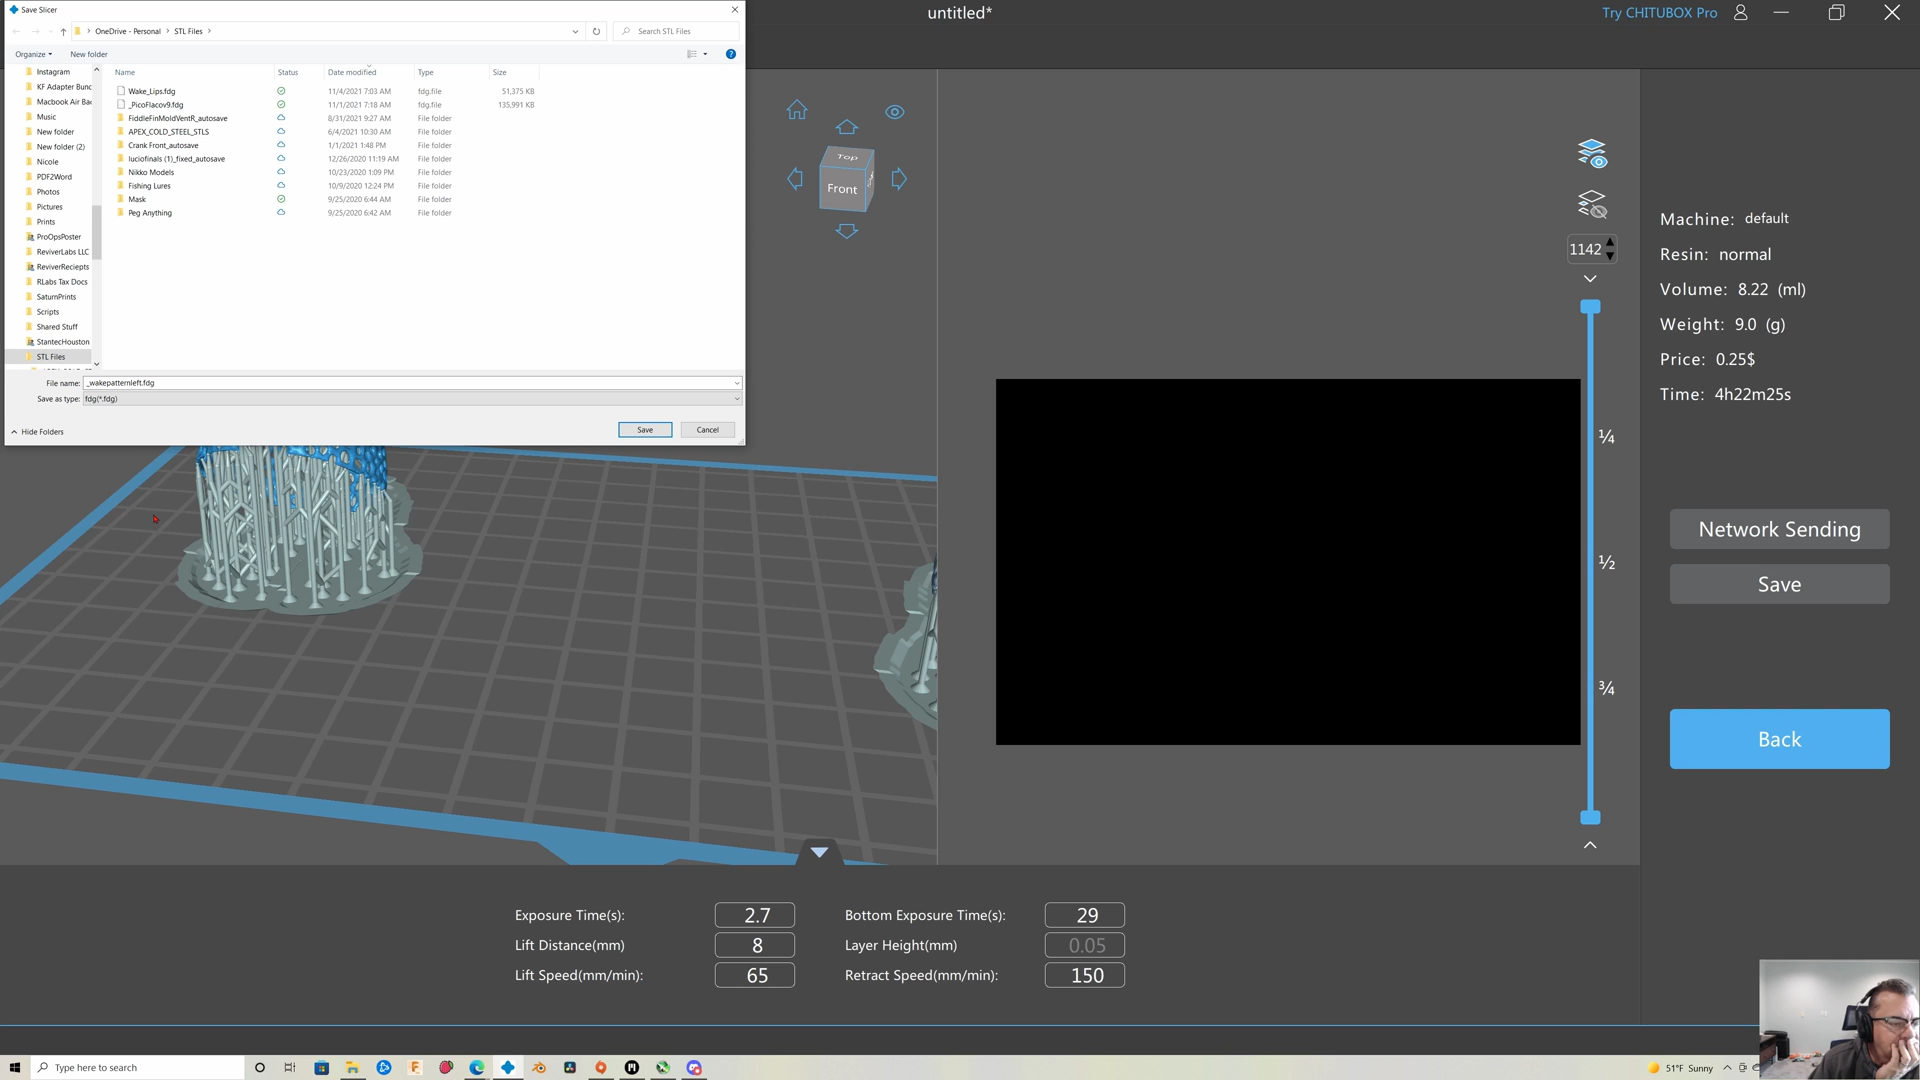 Save Slicer
untitled*
Try CHITUBOX Pro
OneDrive - Personal > STL Files >
Search STL Files
Organize
New folder
Name Status Date modified Type Size
Instagram
KF Adapter Bund
Macbook Air Bac
Music
New folder
New folder (2)
Nicole
PDF2Word
Photos
Pictures
Prints
ProOpsPoster
ReviverLabs LLC
ReviverReciepts
RLabs Tax Docs
SaturnPrints
Scripts
Shared Stuff
StantecHouston
STL Files
Wake_Lips.fdg 11/4/2021 7:03 AM fdg.file 51,375 KB
_PicoFlacov9.fdg 11/1/2021 7:18 AM fdg.file 135,991 KB
FiddleFinMoldVentR_autosave 8/31/2021 9:27 AM File folder
APEX_COLD_STEEL_STLS 6/4/2021 10:30 AM File folder
Crank Front_autosave 1/1/2021 1:48 PM File folder
luciofinals (1)_fixed_autosave 12/26/2020 11:19 AM File folder
Nikko Models 10/23/2020 1:09 PM File folder
Fishing Lures 10/9/2020 12:24 PM File folder
Mask 9/25/2020 6:44 AM File folder
Peg Anything 9/25/2020 6:42 AM File folder
File name: _wakepatternleft.fdg
Save as type: fdg(*.fdg)
Hide Folders
Save
Cancel
Top
Front
1142
¼
½
¾
Machine: default
Resin: normal
Volume: 8.22 (ml)
Weight: 9.0 (g)
Price: 0.25$
Time: 4h22m25s
Network Sending
Save
Back
Exposure Time(s): 2.7
Bottom Exposure Time(s): 29
Lift Distance(mm) 8
Layer Height(mm) 0.05
Lift Speed(mm/min): 65
Retract Speed(mm/min): 150
Type here to search
51°F Sunny